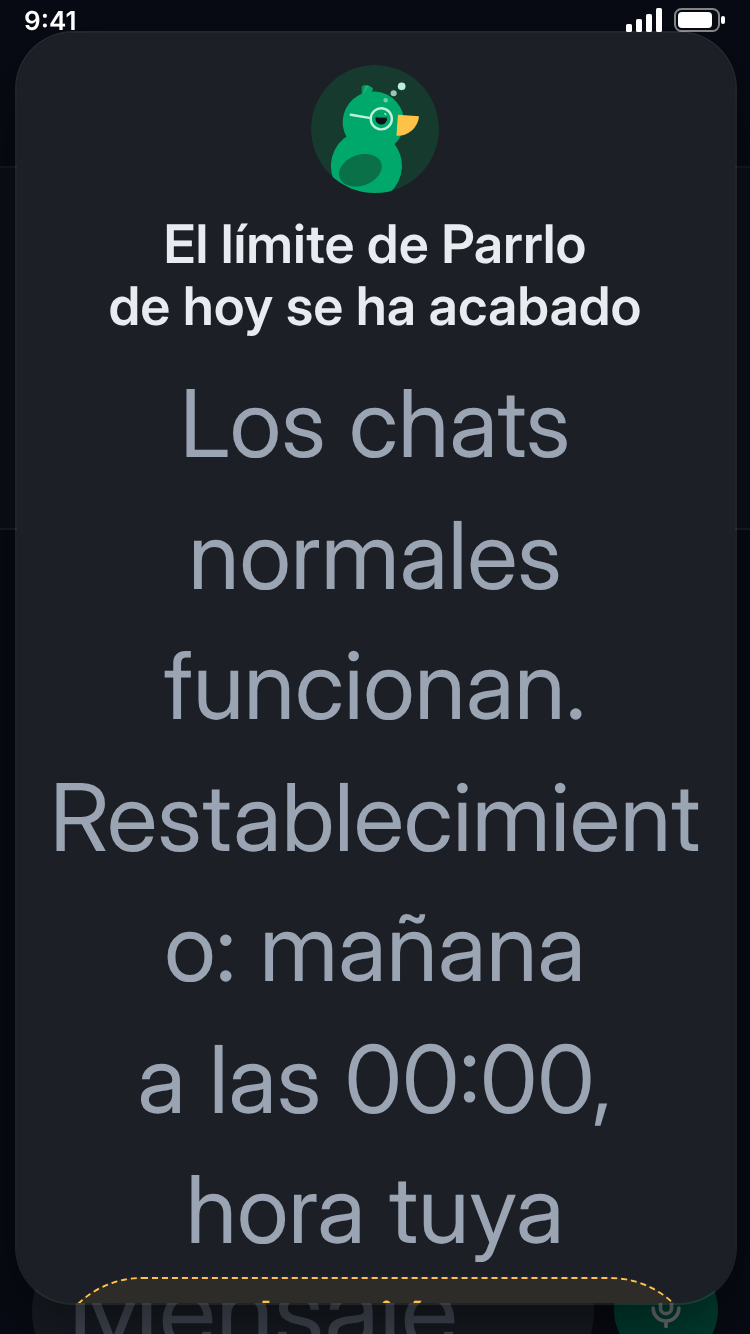 9:41
El límite de Parrlo
de hoy se ha acabado
Los chats
normales
funcionan.
Restablecimient
o: mañana
a las 00:00,
hora tuya
Mensaje